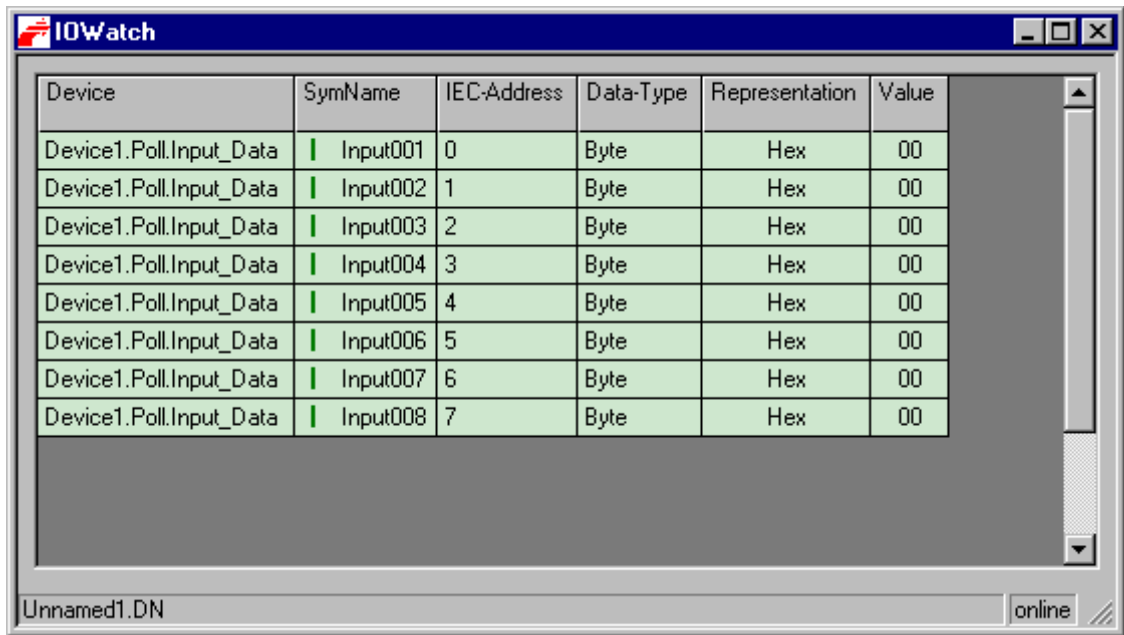 IOWatch
Device SymName IEC-Address Data-Type Representation Value
Device1.Poll.Input_Data I Input001 0 Byte Hex 00
Device1.Poll.Input_Data I Input002 1 Byte Hex 00
Device1.Poll.Input_Data I Input003 2 Byte Hex 00
Device1.Poll.Input_Data I Input004 3 Byte Hex 00
Device1.Poll.Input_Data I Input005 4 Byte Hex 00
Device1.Poll.Input_Data I Input006 5 Byte Hex 00
Device1.Poll.Input_Data I Input007 6 Byte Hex 00
Device1.Poll.Input_Data I Input008 7 Byte Hex 00
Unnamed1.DN online